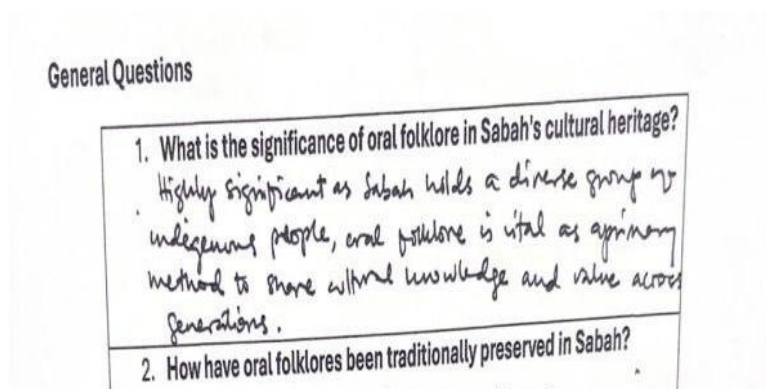 General Questions
1. What is the significance of oral folklore in Sabah's cultural heritage?
Highly significant as Sabah holds a diverse group of
indegenous people, oral folklore is vital as a primary
method to share cultural knowledge and value across
generations.
2. How have oral folklores been traditionally preserved in Sabah?